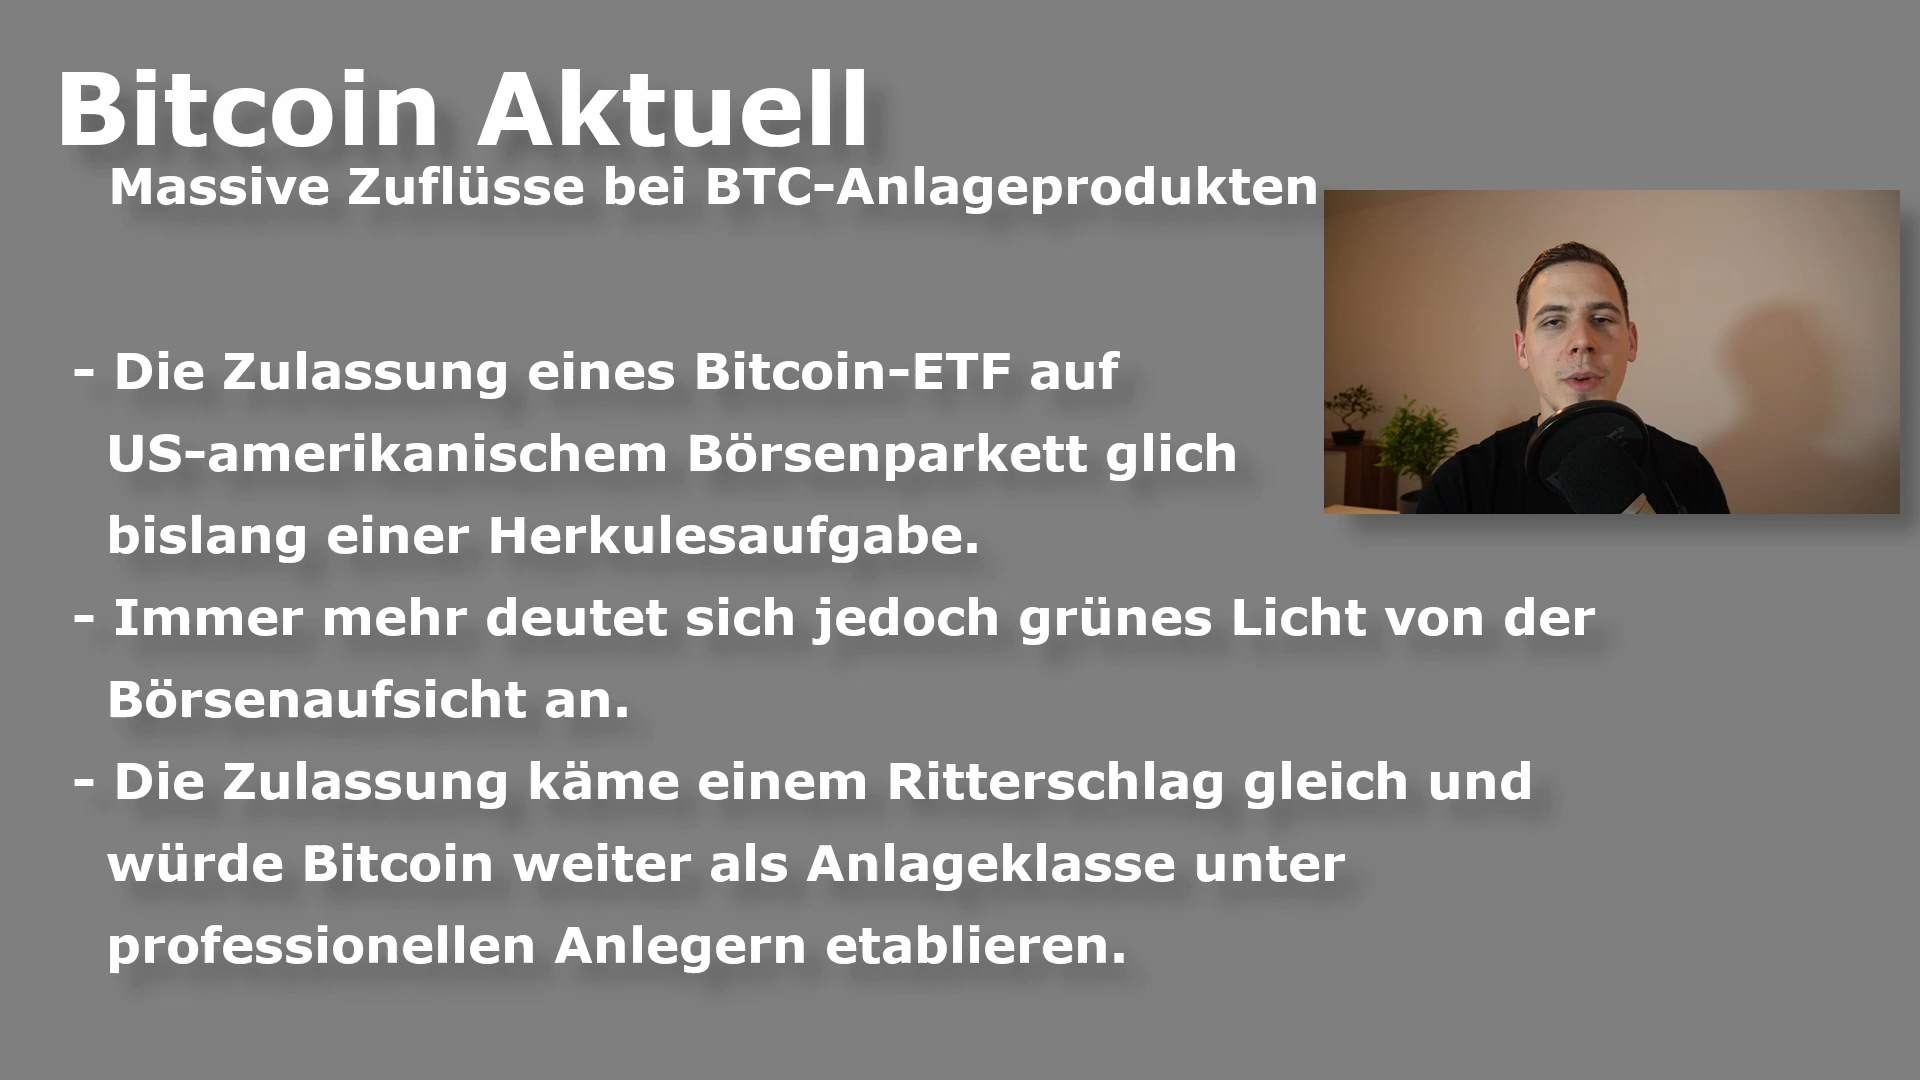 Bitcoin Aktuell
Massive Zuflüsse bei BTC-Anlageprodukten
- Die Zulassung eines Bitcoin-ETF auf
US-amerikanischem Börsenparkett glich
bislang einer Herkulesaufgabe.
- Immer mehr deutet sich jedoch grünes Licht von der
Börsenaufsicht an.
- Die Zulassung käme einem Ritterschlag gleich und
würde Bitcoin weiter als Anlageklasse unter
professionellen Anlegern etablieren.